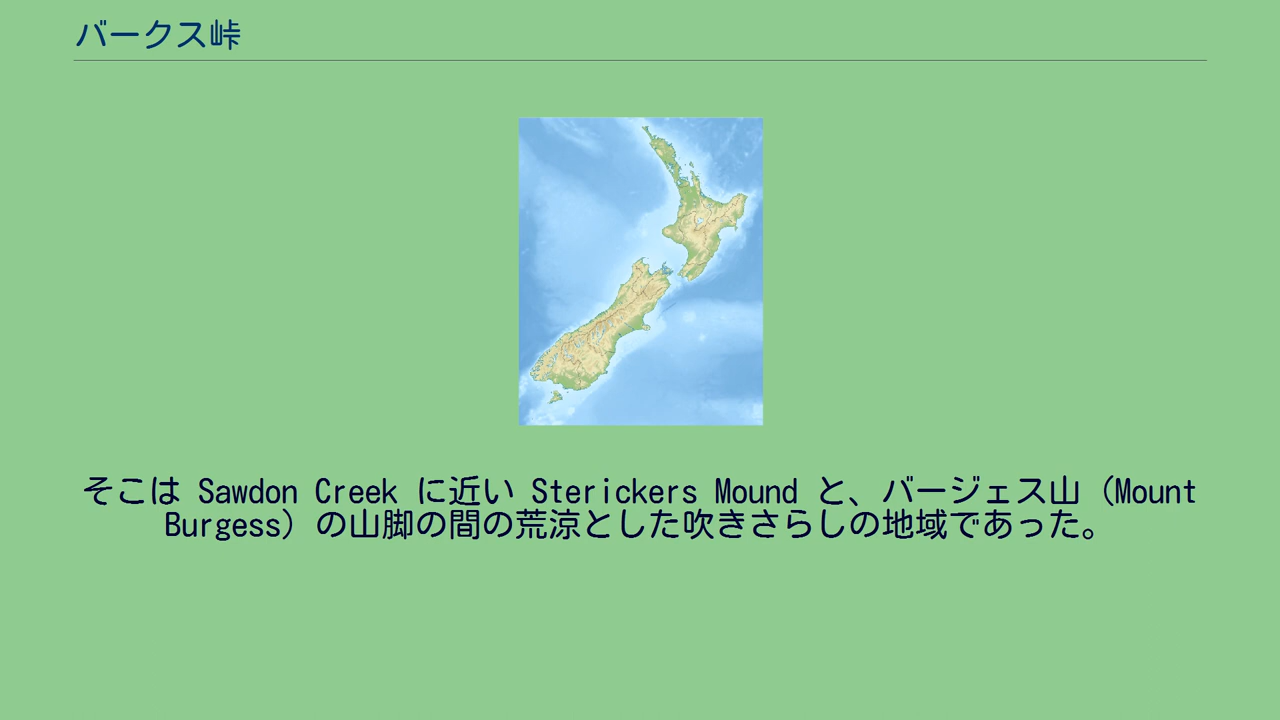 バークス峠
そこは Sawdon Creek に近い Sterickers Mound と、バージェス山（Mount
Burgess）の山脚の間の荒涼とした吹きさらしの地域であった。